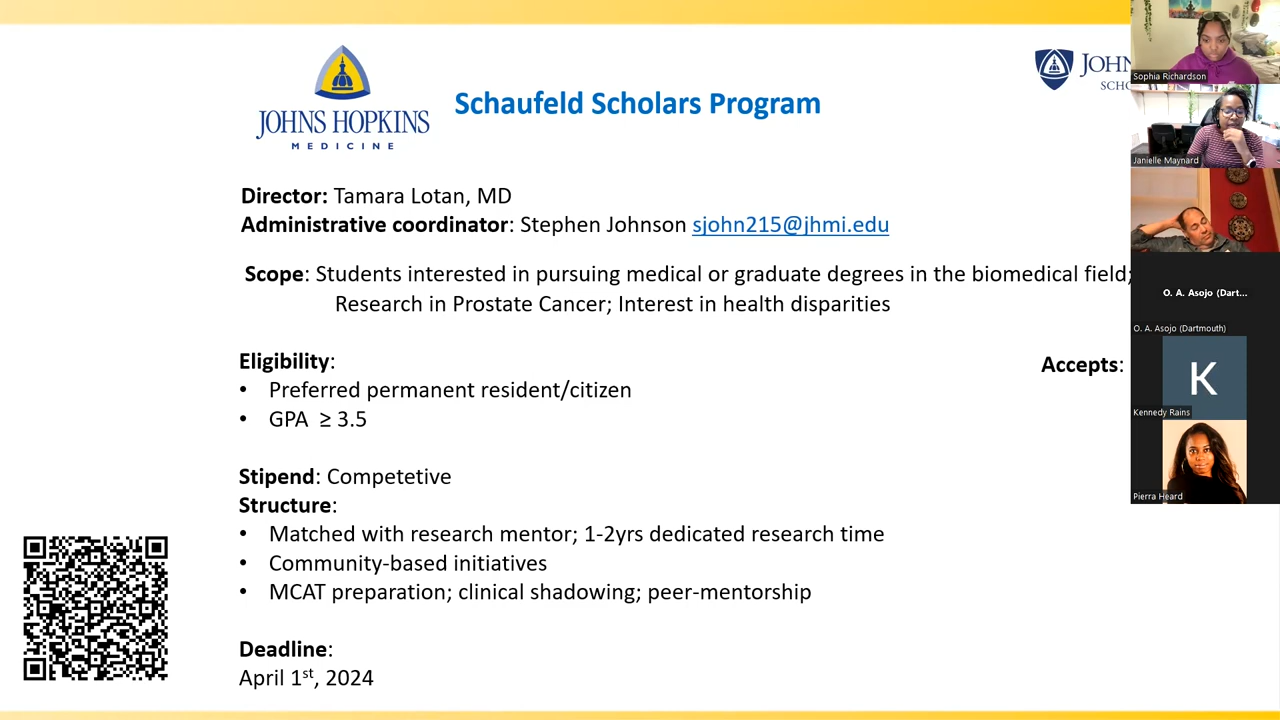 JOHNS HOPKINS
MEDICINE
Schaufeld Scholars Program
Director: Tamara Lotan, MD
Administrative coordinator: Stephen Johnson sjohn215@jhmi.edu
Scope: Students interested in pursuing medical or graduate degrees in the biomedical field;
Research in Prostate Cancer; Interest in health disparities
Eligibility:
• Preferred permanent resident/citizen
• GPA ≥ 3.5
Accepts:
Stipend: Competetive
Structure:
• Matched with research mentor; 1-2yrs dedicated research time
• Community-based initiatives
• MCAT preparation; clinical shadowing; peer-mentorship
Deadline:
April 1st, 2024
Sophia Richardson
Janielle Maynard
O. A. Asojo (Dart...
O. A. Asojo (Dartmouth)
K
Kennedy Rains
Pierra Heard